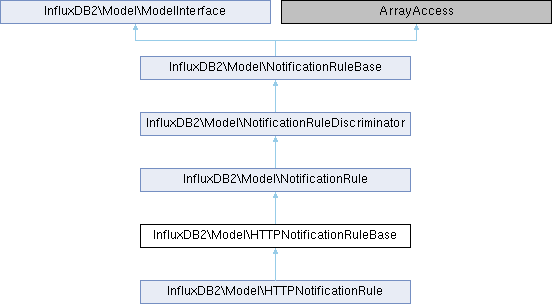 InfluxDB2\Model\ModelInterface
ArrayAccess
InfluxDB2\Model\NotificationRuleBase
InfluxDB2\Model\NotificationRuleDiscriminator
InfluxDB2\Model\NotificationRule
InfluxDB2\Model\HTTPNotificationRuleBase
InfluxDB2\Model\HTTPNotificationRule